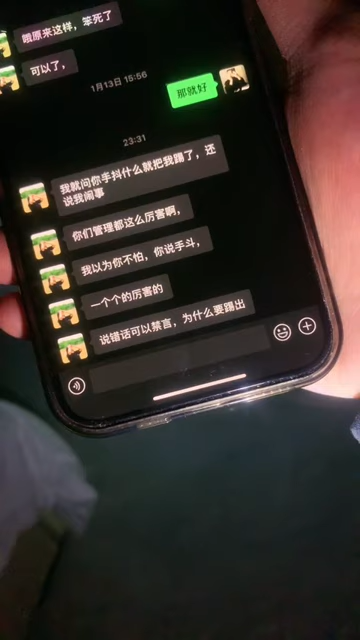 哦原来这样，笨死了
可以了，
1月13日 15:56
那就好
23:31
我就问你手抖什么就把我踢了，还
说我闹事
你们管理都这么厉害啊，
我以为你不怕，你说手斗，
一个个的厉害的
说错话可以禁言，为什么要踢出